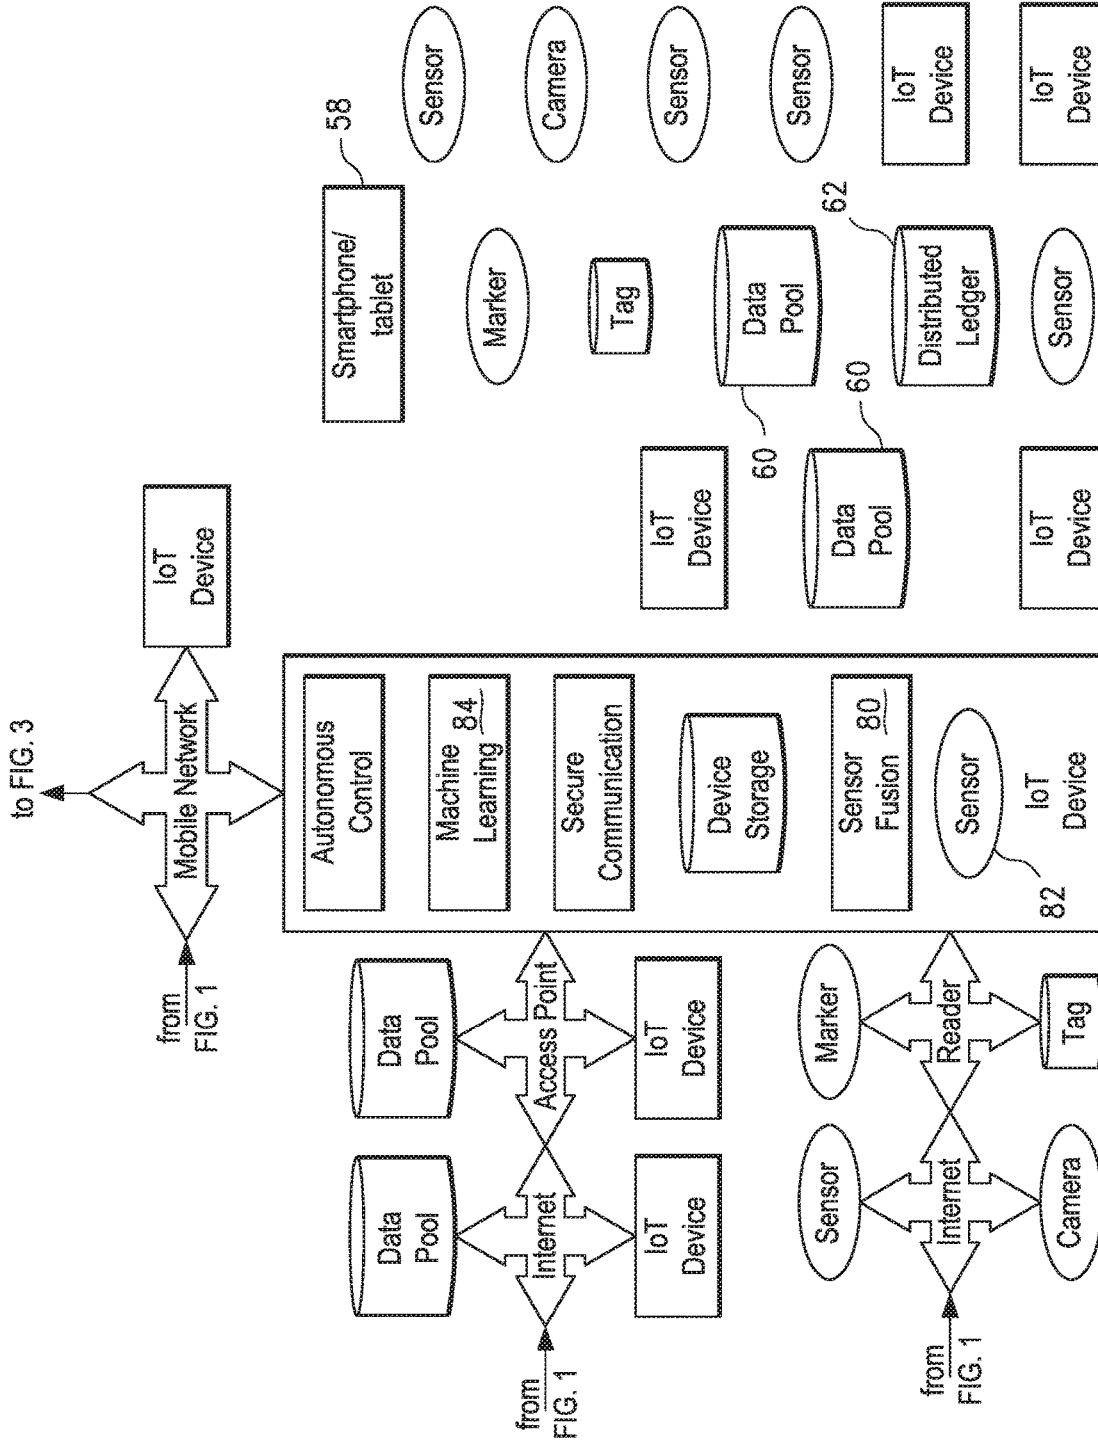 to FIG. 3
from
FIG. 1
Mobile Network
IoT
Device
from
FIG. 1
Internet
Data
Pool
IoT
Device
Access Point
Data
Pool
IoT
Device
from
FIG. 1
Internet
Sensor
Camera
Reader
Marker
Tag
Autonomous
Control
Machine
Learning
84
Secure
Communication
Device
Storage
Sensor
Fusion
80
Sensor
82
IoT
Device
IoT
Device
Data
Pool
60
IoT
Device
Smartphone/
tablet
58
Marker
Tag
Data
Pool
60
Distributed
Ledger
62
Sensor
Sensor
Camera
Sensor
Sensor
IoT
Device
IoT
Device